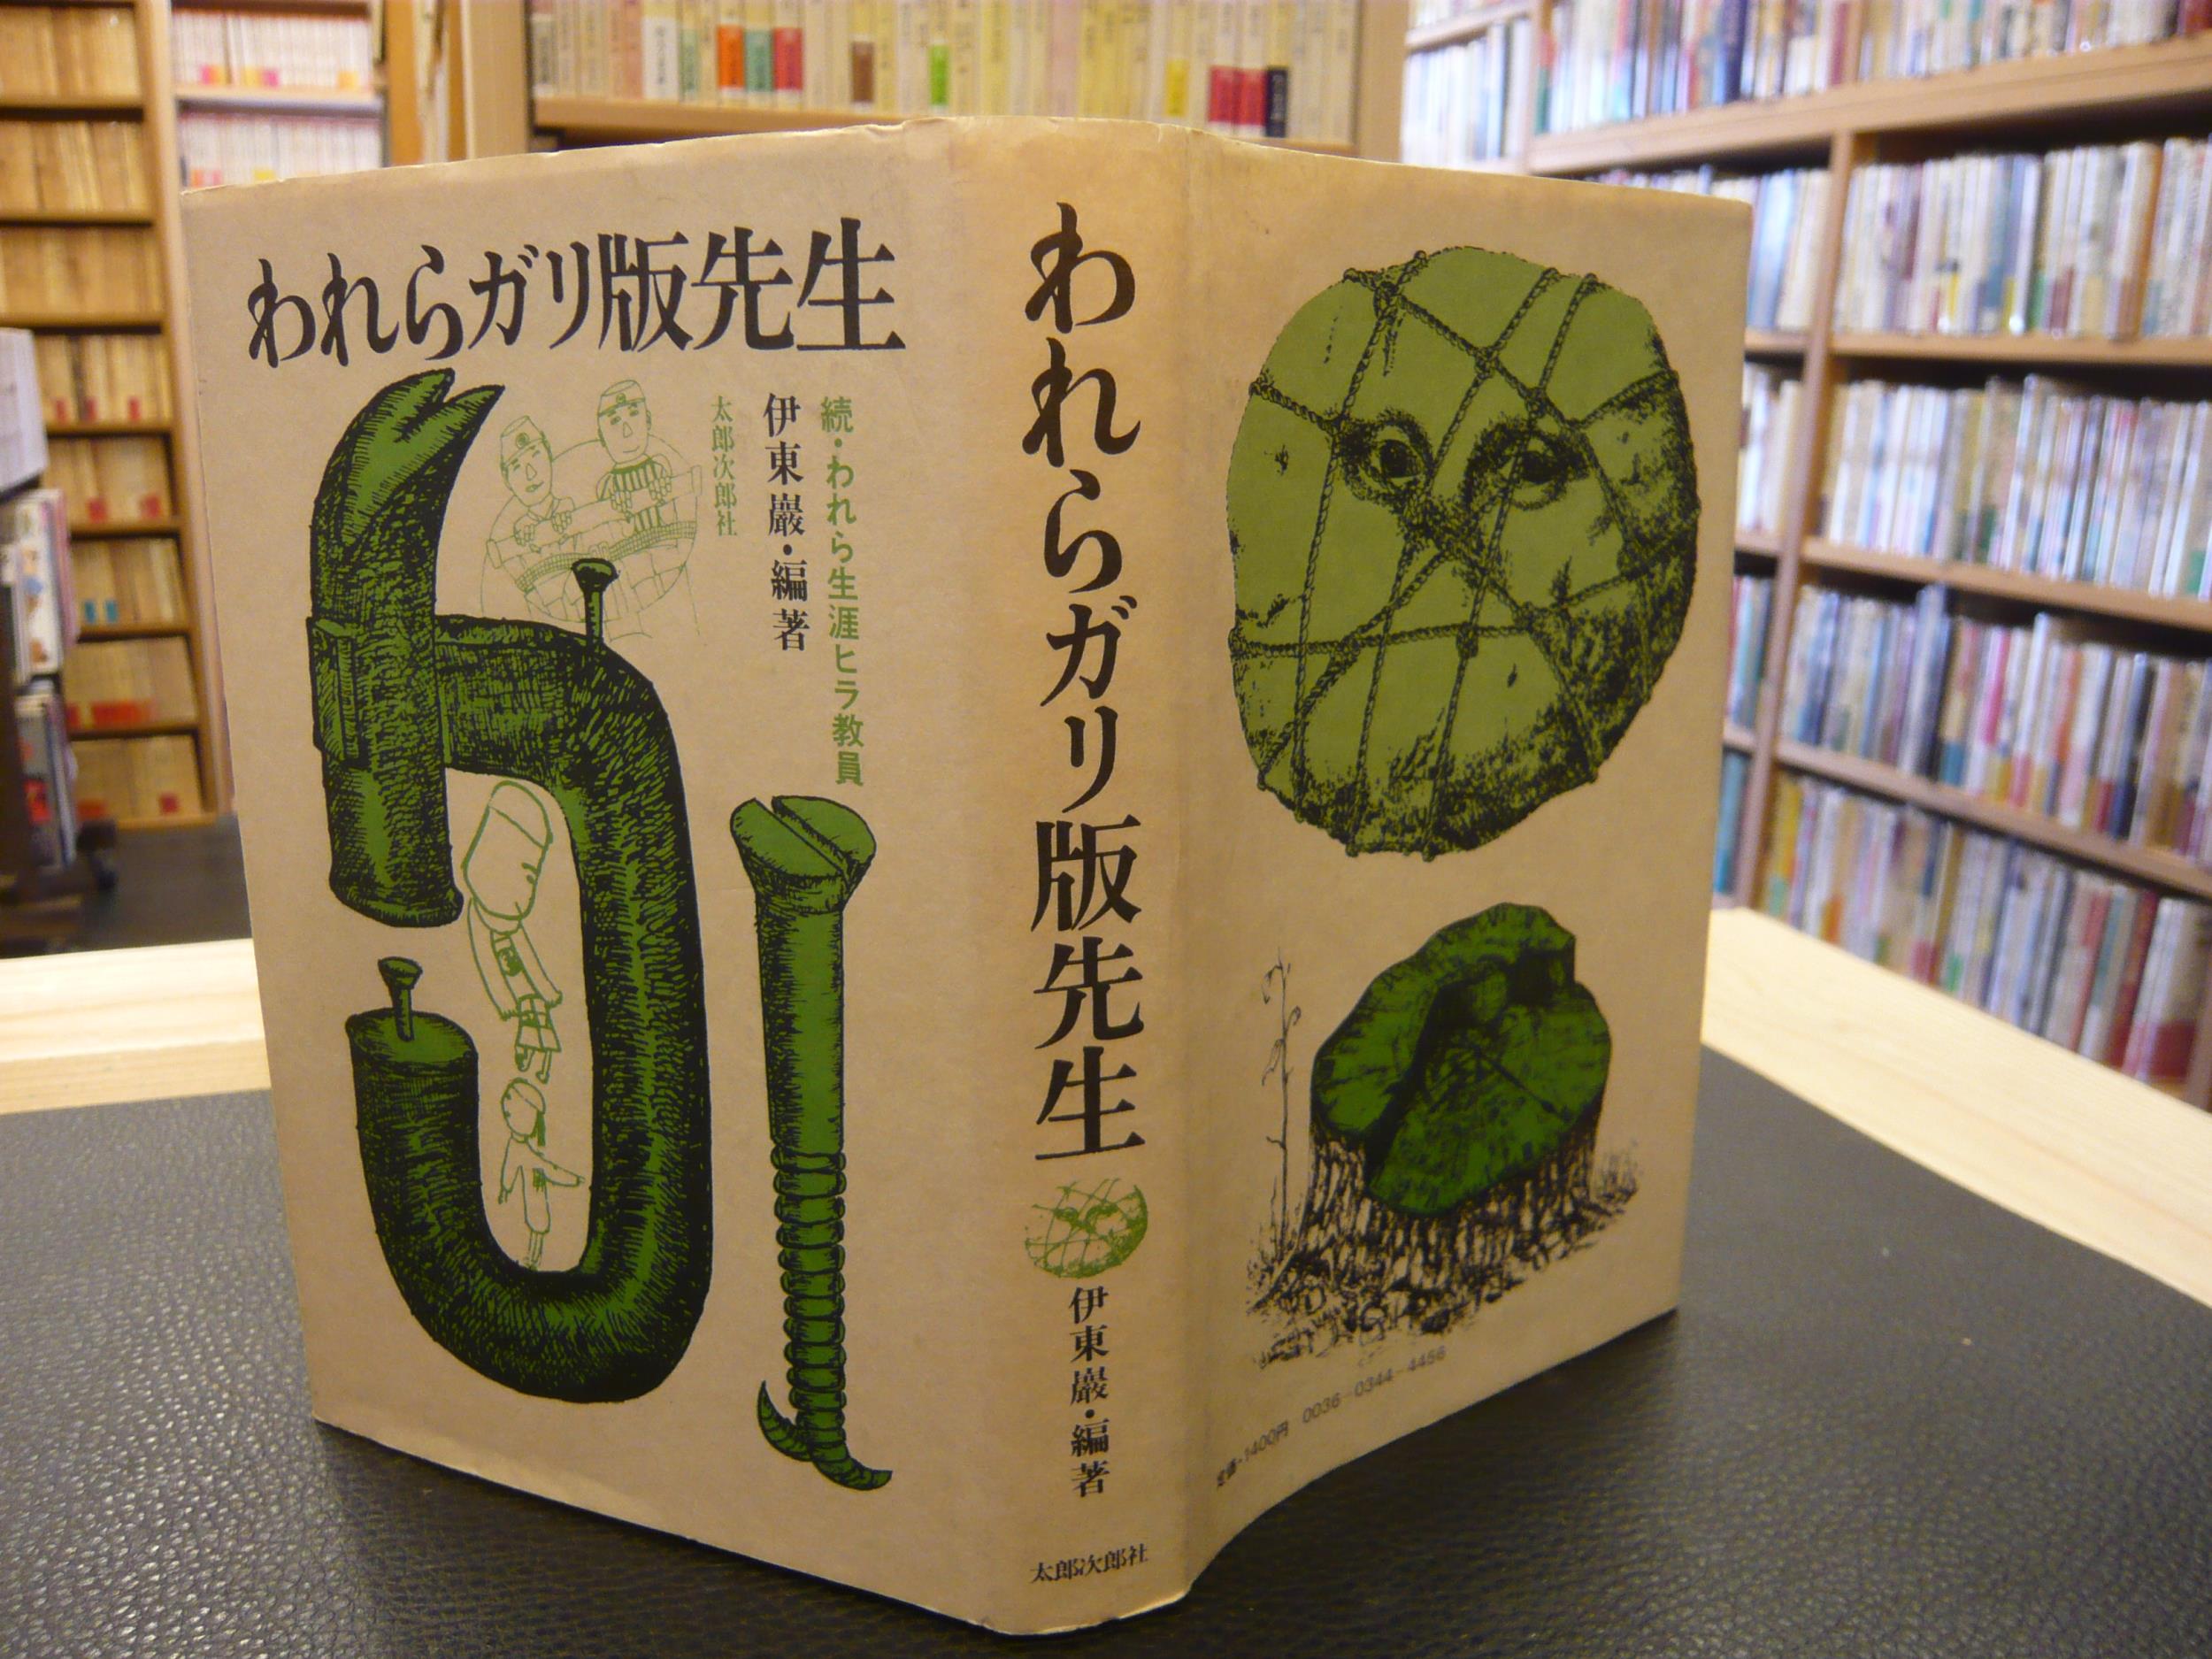 われらガリ版先生
続・われら生涯ヒラ教員
伊東巖・編著
太郎次郎社
われらガリ版先生
伊東巖・編著
太郎次郎社
定価・1400円 0036-0344-4456